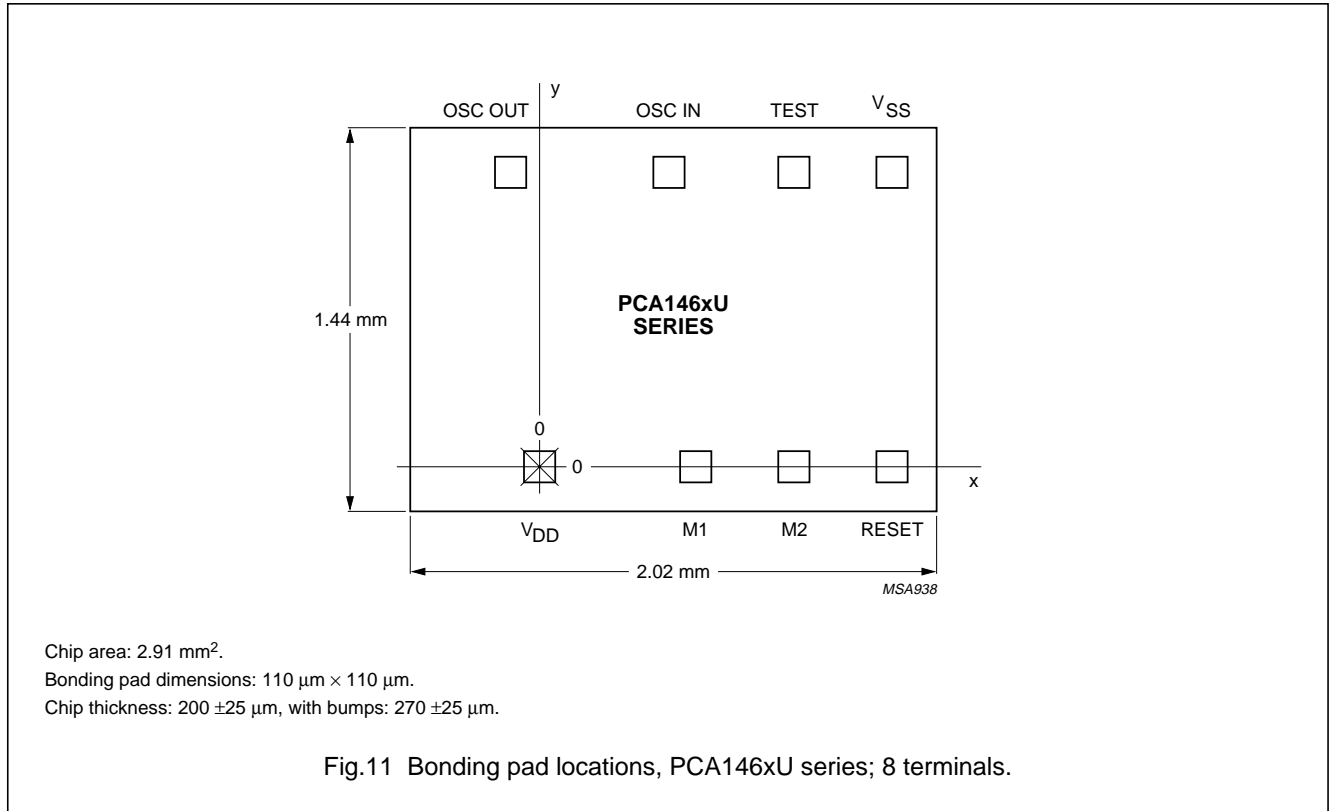 y
OSC OUT OSC IN TEST VSS
PCA146xU
SERIES
1.44 mm
0
0
x
VDD M1 M2 RESET
2.02 mm
MSA938
Chip area: 2.91 mm².
Bonding pad dimensions: 110 µm × 110 µm.
Chip thickness: 200 ±25 µm, with bumps: 270 ±25 µm.
Fig.11 Bonding pad locations, PCA146xU series; 8 terminals.